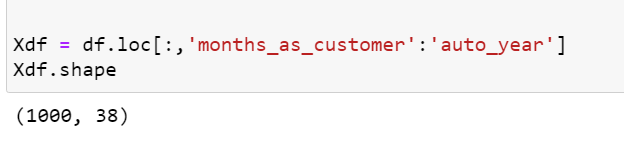 Xdf = df.loc[:,'months_as_customer':'auto_year']
Xdf.shape
(1000, 38)